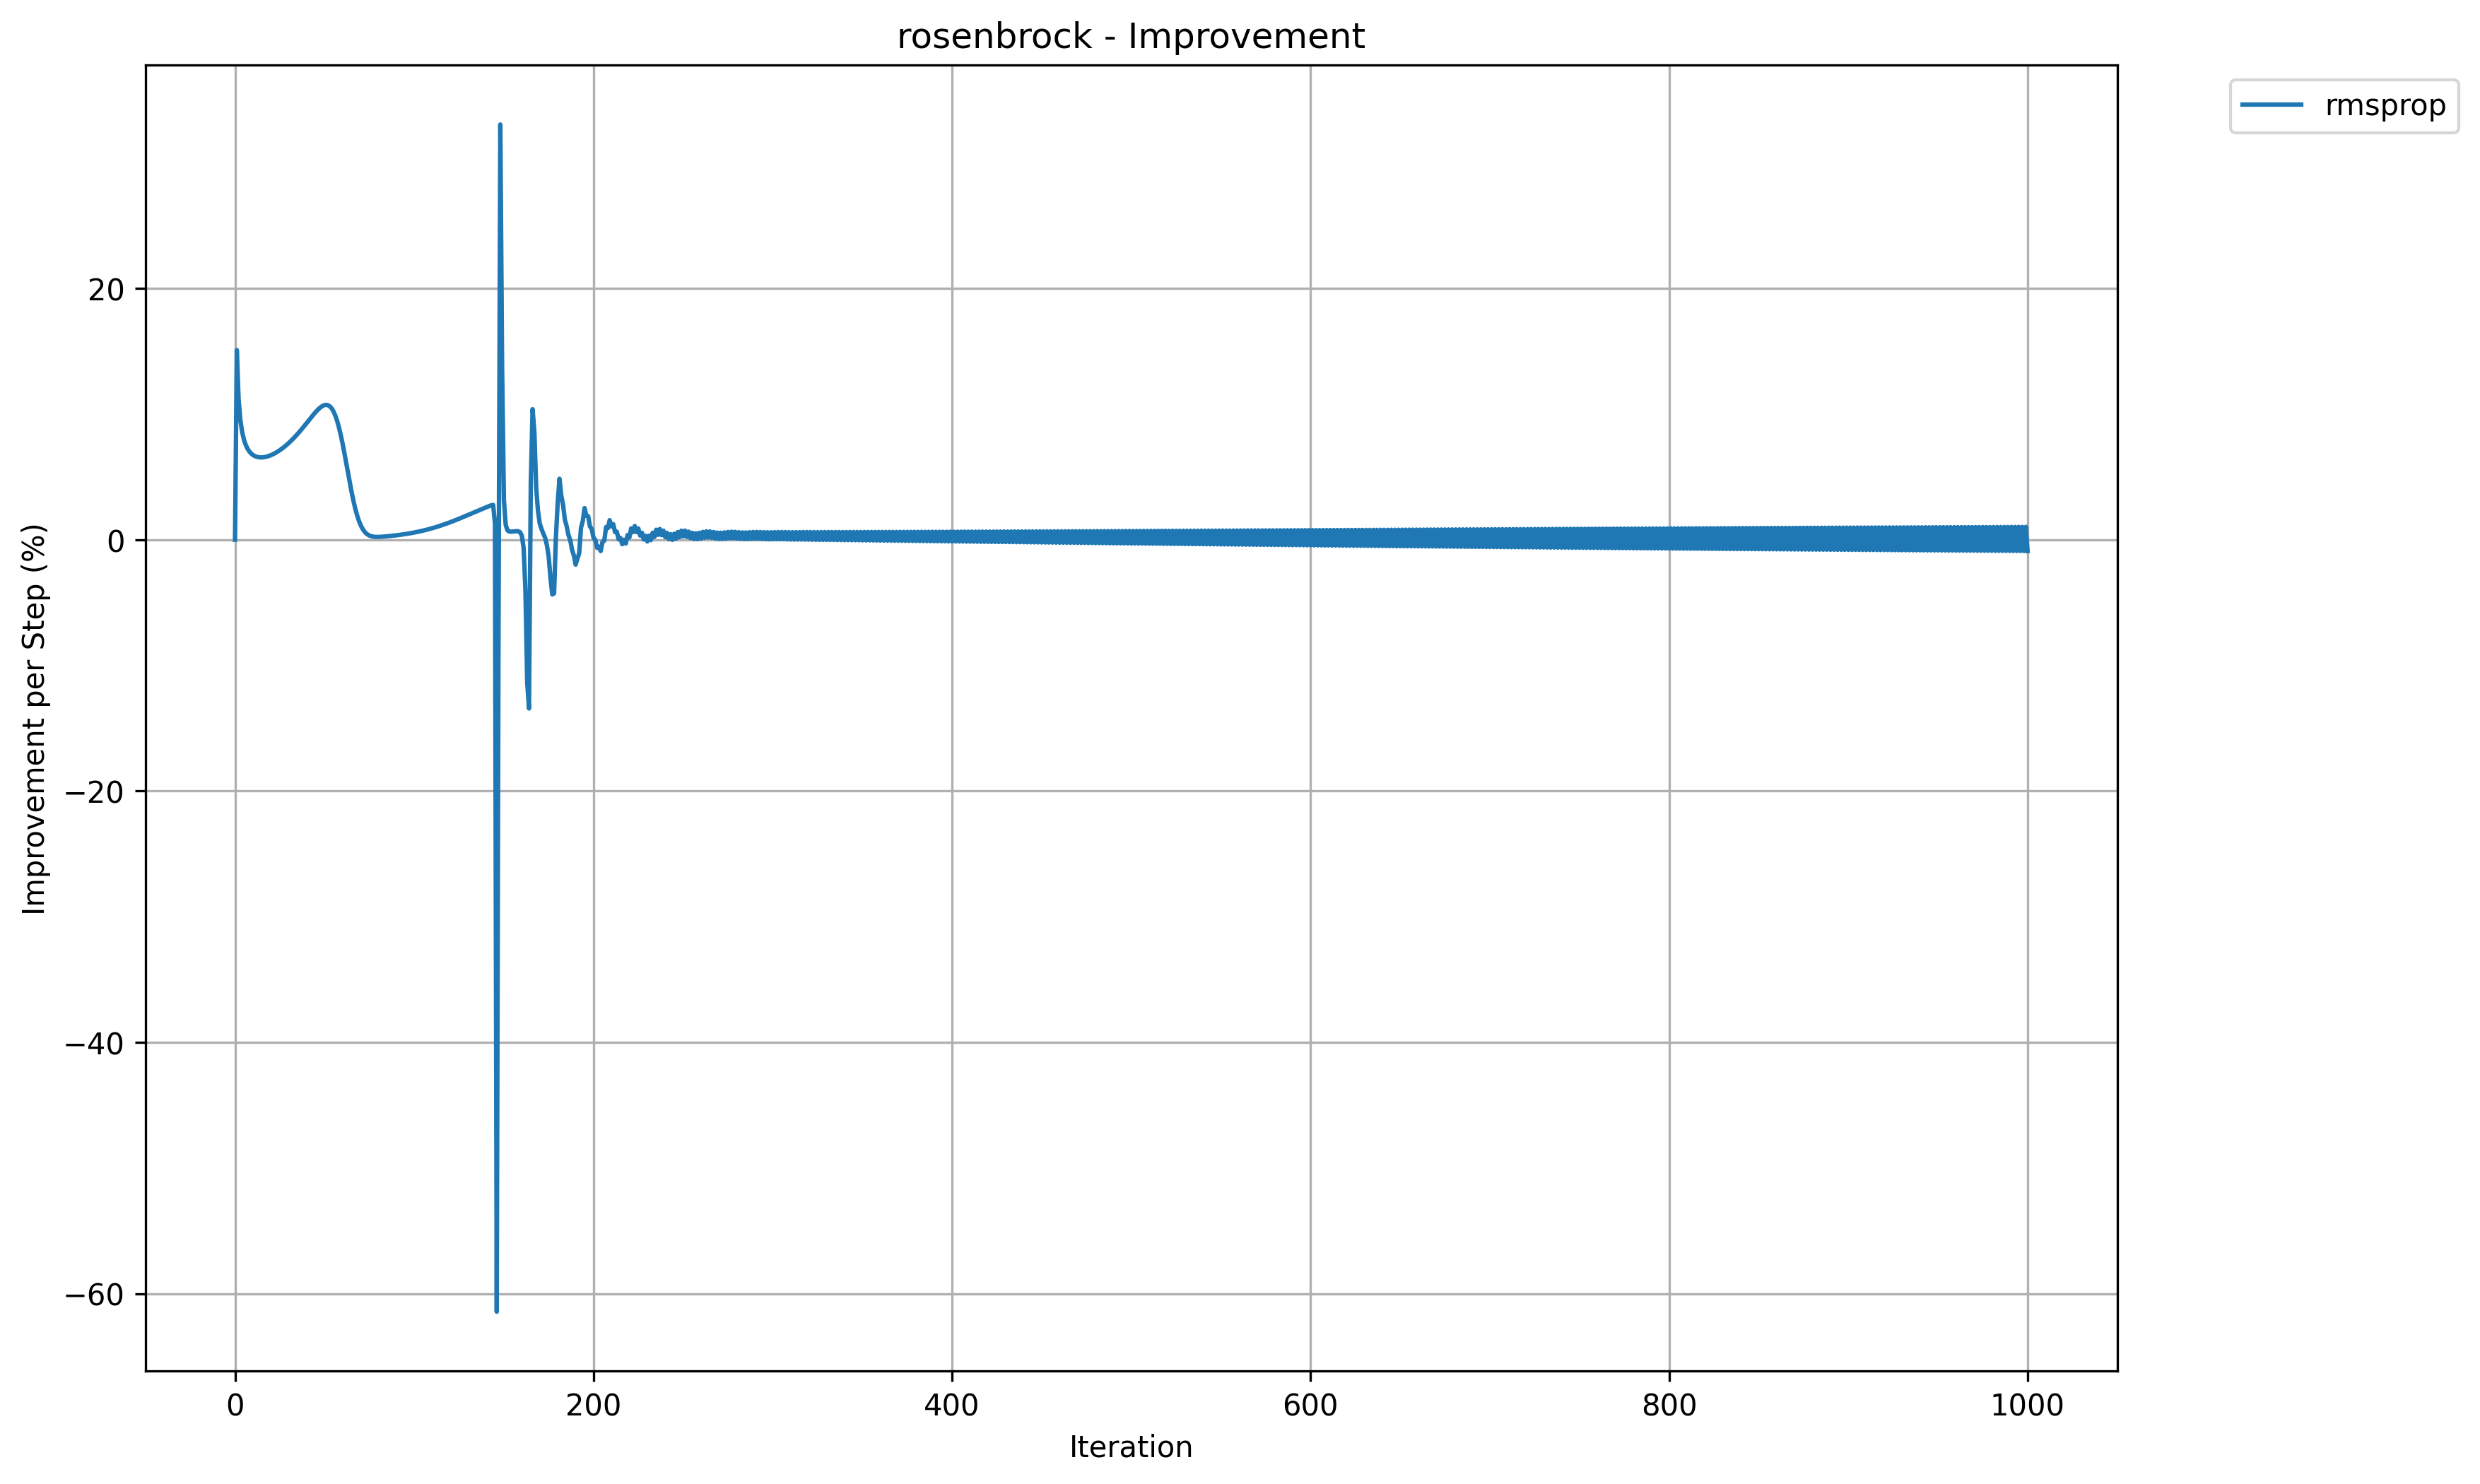 rosenbrock - Improvement
rmsprop
Improvement per Step (%)
20
0
−20
−40
−60
0 200 400 600 800 1000
Iteration